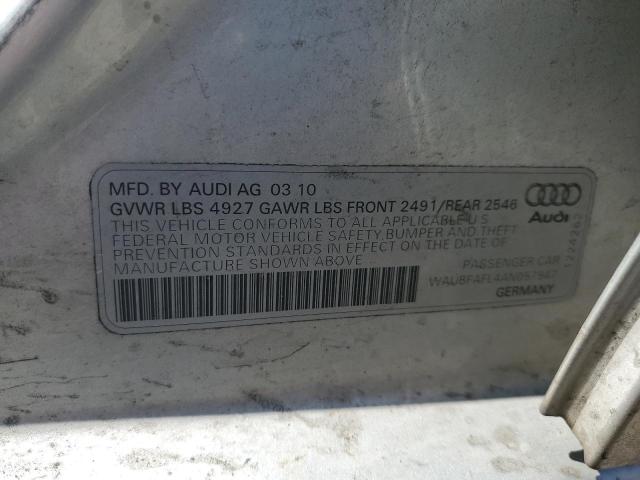 MFD. BY AUDI AG 03 10
GVWR LBS 4927 GAWR LBS FRONT 2491/REAR 2546
THIS VEHICLE CONFORMS TO ALL APPLICABLE U S
FEDERAL MOTOR VEHICLE SAFETY, BUMPER AND THEFT
PREVENTION STANDARDS IN EFFECT ON THE DATE OF
MANUFACTURE SHOWN ABOVE
PASSENGER CAR
WAU8FAFL4AN057947
GERMANY
Audi
1224262